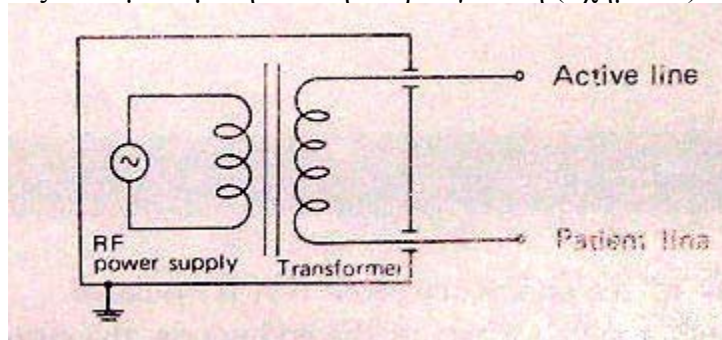 Active line
RF
power supply
Transformer
Patient line